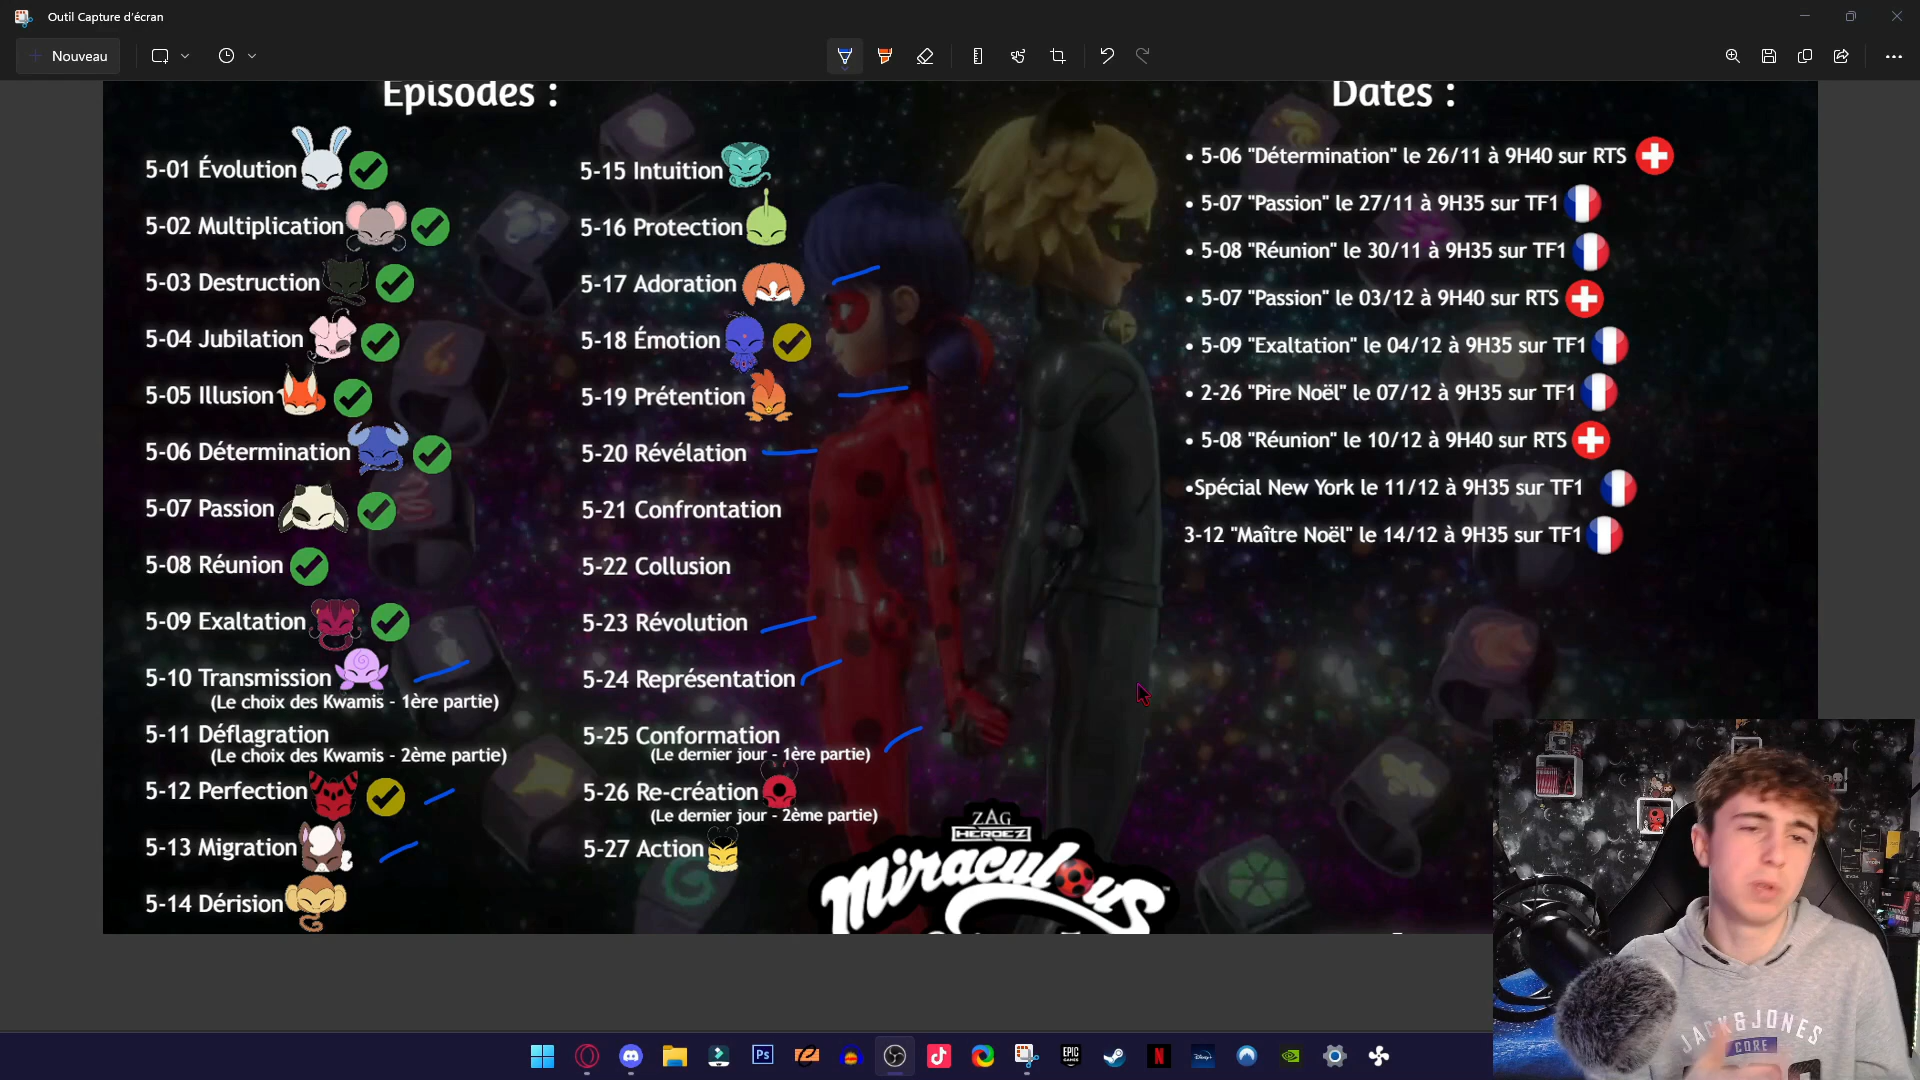 Outil Capture d'écran
Nouveau
Episodes :
5-01 Évolution
5-02 Multiplication
5-03 Destruction
5-04 Jubilation
5-05 Illusion
5-06 Détermination
5-07 Passion
5-08 Réunion
5-09 Exaltation
5-10 Transmission
(Le choix des Kwamis - 1ère partie)
5-11 Déflagration
(Le choix des Kwamis - 2ème partie)
5-12 Perfection
5-13 Migration
5-14 Dérision
5-15 Intuition
5-16 Protection
5-17 Adoration
5-18 Émotion
5-19 Prétention
5-20 Révélation
5-21 Confrontation
5-22 Collusion
5-23 Révolution
5-24 Représentation
5-25 Conformation
(Le dernier jour - 1ère partie)
5-26 Re-création
(Le dernier jour - 2ème partie)
5-27 Action
Dates :
• 5-06 "Détermination" le 26/11 à 9H40 sur RTS
• 5-07 "Passion" le 27/11 à 9H35 sur TF1
• 5-08 "Réunion" le 30/11 à 9H35 sur TF1
• 5-07 "Passion" le 03/12 à 9H40 sur RTS
• 5-09 "Exaltation" le 04/12 à 9H35 sur TF1
• 2-26 "Pire Noël" le 07/12 à 9H35 sur TF1
• 5-08 "Réunion" le 10/12 à 9H40 sur RTS
•Spécial New York le 11/12 à 9H35 sur TF1
3-12 "Maître Noël" le 14/12 à 9H35 sur TF1
ZAG
HEROEZ
Miraculous
JACK&JONES
CORE
Ps
EPIC
GAMES
N
Disney+